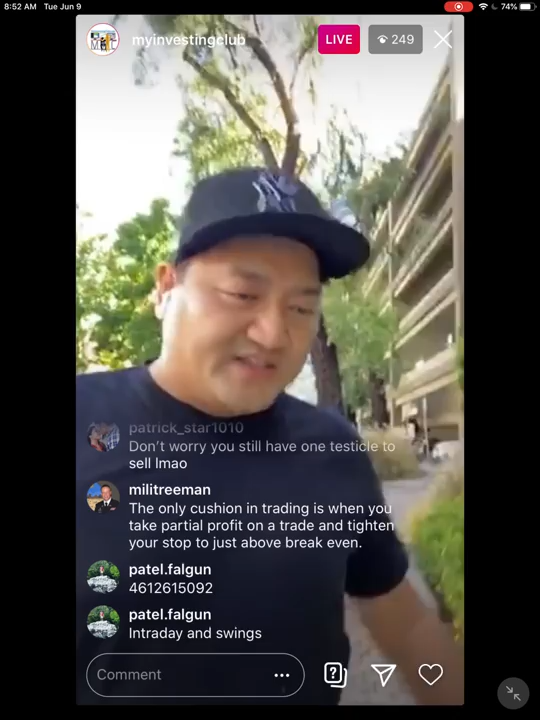 8:52 AM Tue Jun 9
74%
myinvestingclub
LIVE
249
patrick_star1010
Don't worry you still have one testicle to
sell lmao
militreeman
The only cushion in trading is when you
take partial profit on a trade and tighten
your stop to just above break even.
patel.falgun
4612615092
patel.falgun
Intraday and swings
Comment